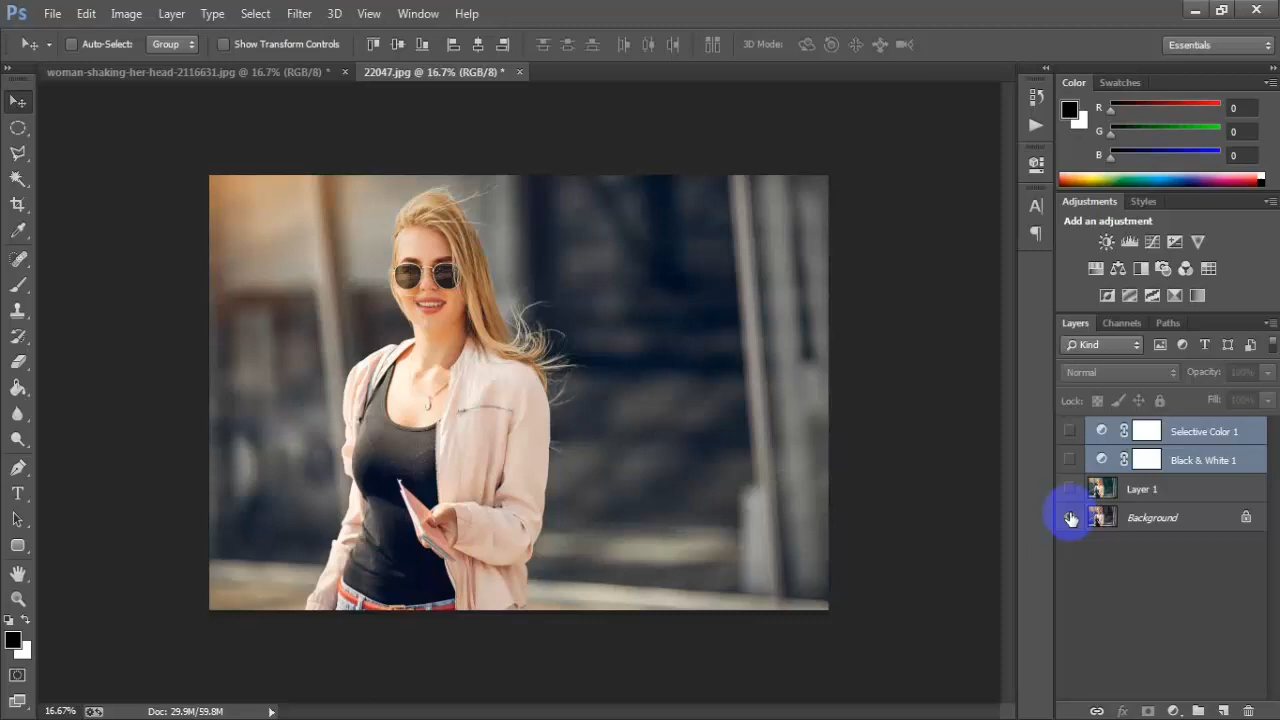 Ps File Edit Image Layer Type Select Filter 3D View Window Help
Auto-Select: Group Show Transform Controls 3D Mode: Essentials
woman-shaking-her-head-2116631.jpg @ 16.7% (RGB/8) * × 22047.jpg @ 16.7% (RGB/8) * ×
Color Swatches
R 0
G 0
B 0
Adjustments Styles
Add an adjustment
Layers Channels Paths
Kind T
Normal Opacity: 100%
Lock: Fill: 100%
Selective Color 1
Black & White 1
Layer 1
Background
16.67% Doc: 29.9M/59.8M